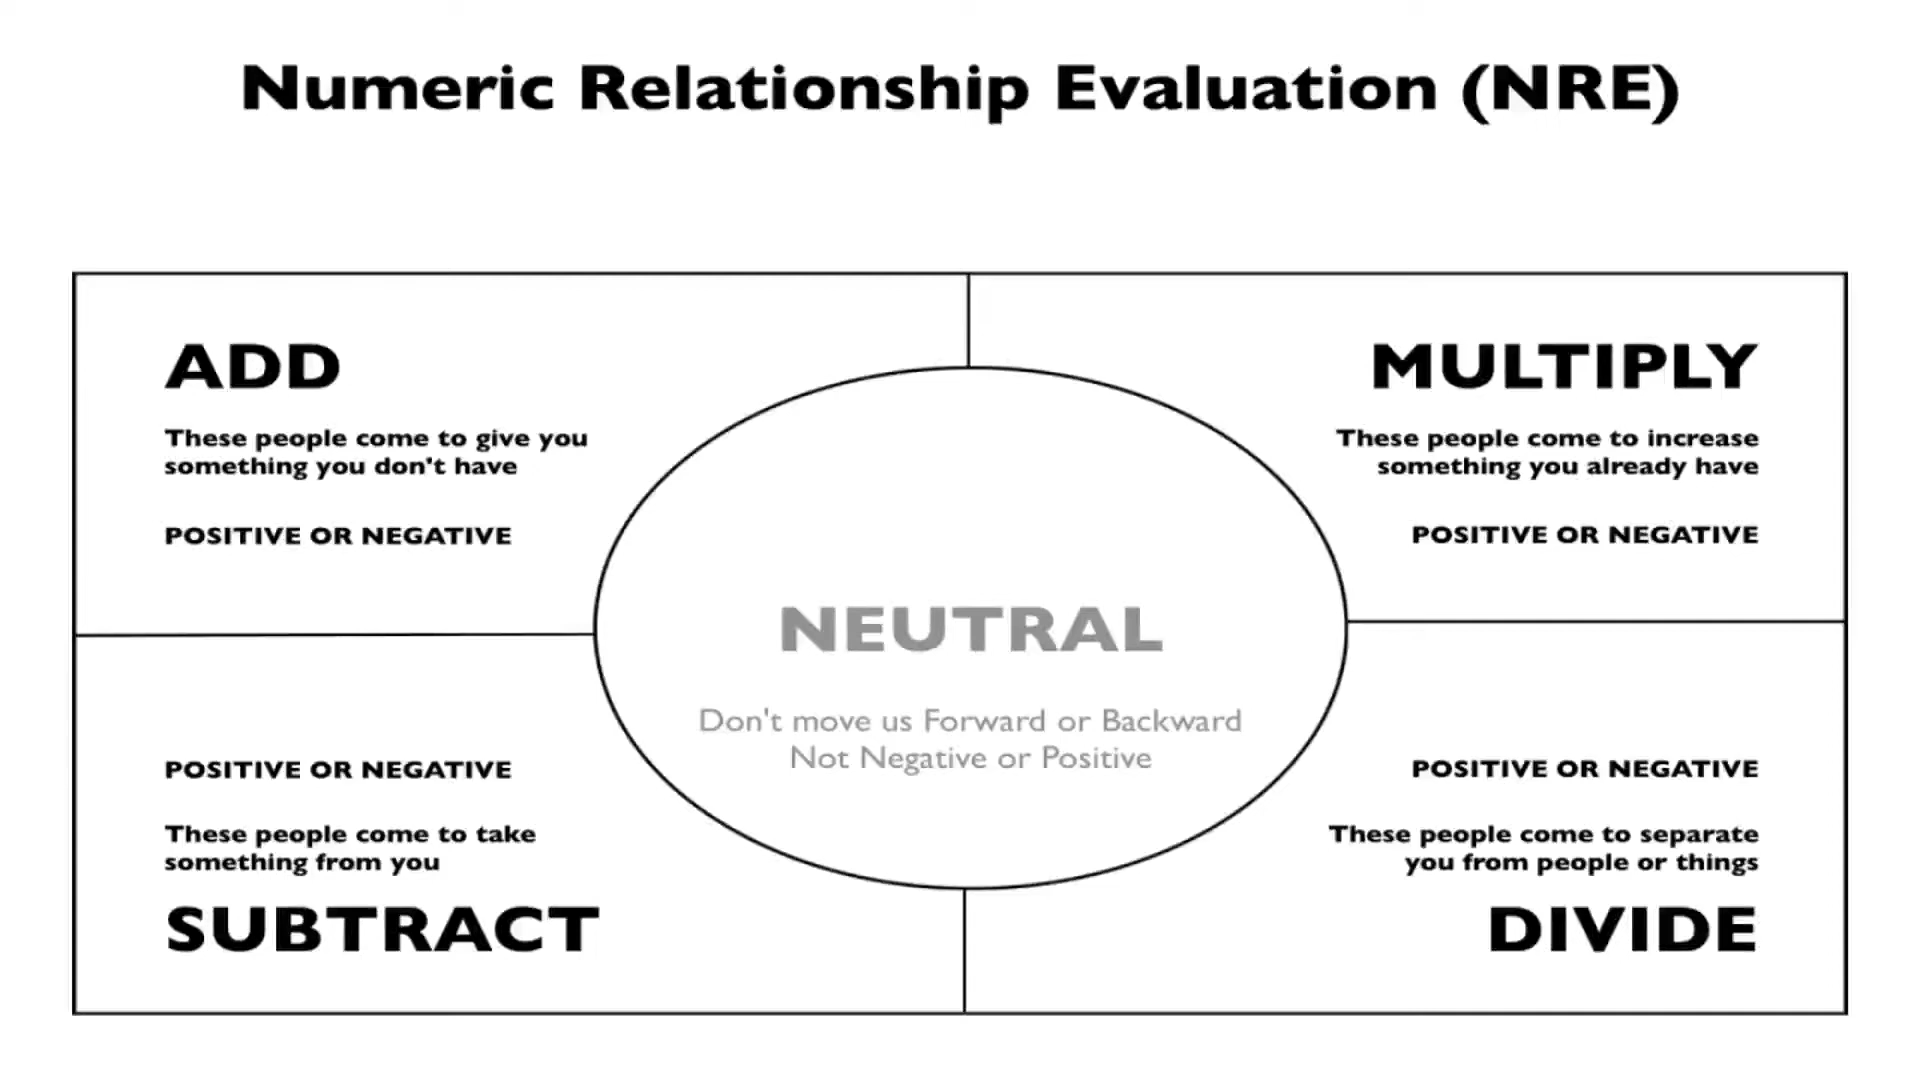 Numeric Relationship Evaluation (NRE)
ADD
These people come to give you
something you don't have
POSITIVE OR NEGATIVE
MULTIPLY
These people come to increase
something you already have
POSITIVE OR NEGATIVE
NEUTRAL
Don't move us Forward or Backward
Not Negative or Positive
POSITIVE OR NEGATIVE
These people come to take
something from you
SUBTRACT
POSITIVE OR NEGATIVE
These people come to separate
you from people or things
DIVIDE